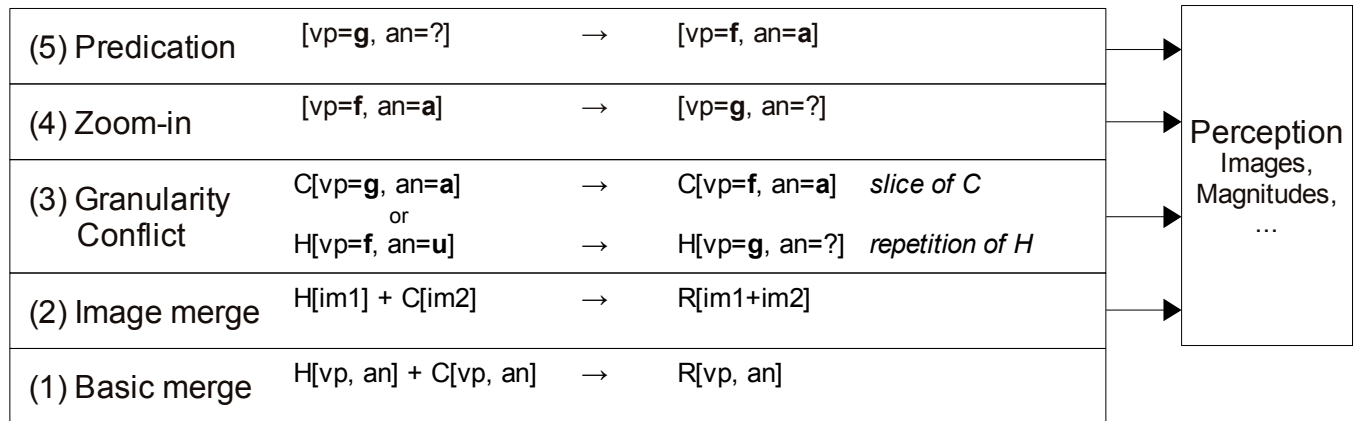 (5) Predication [vp=g, an=?] → [vp=f, an=a]
(4) Zoom-in [vp=f, an=a] → [vp=g, an=?]
(3) Granularity Conflict C[vp=g, an=a] → C[vp=f, an=a] slice of C
or
H[vp=f, an=u] → H[vp=g, an=?] repetition of H
(2) Image merge H[im1] + C[im2] → R[im1+im2]
(1) Basic merge H[vp, an] + C[vp, an] → R[vp, an]
Perception
Images,
Magnitudes,
...